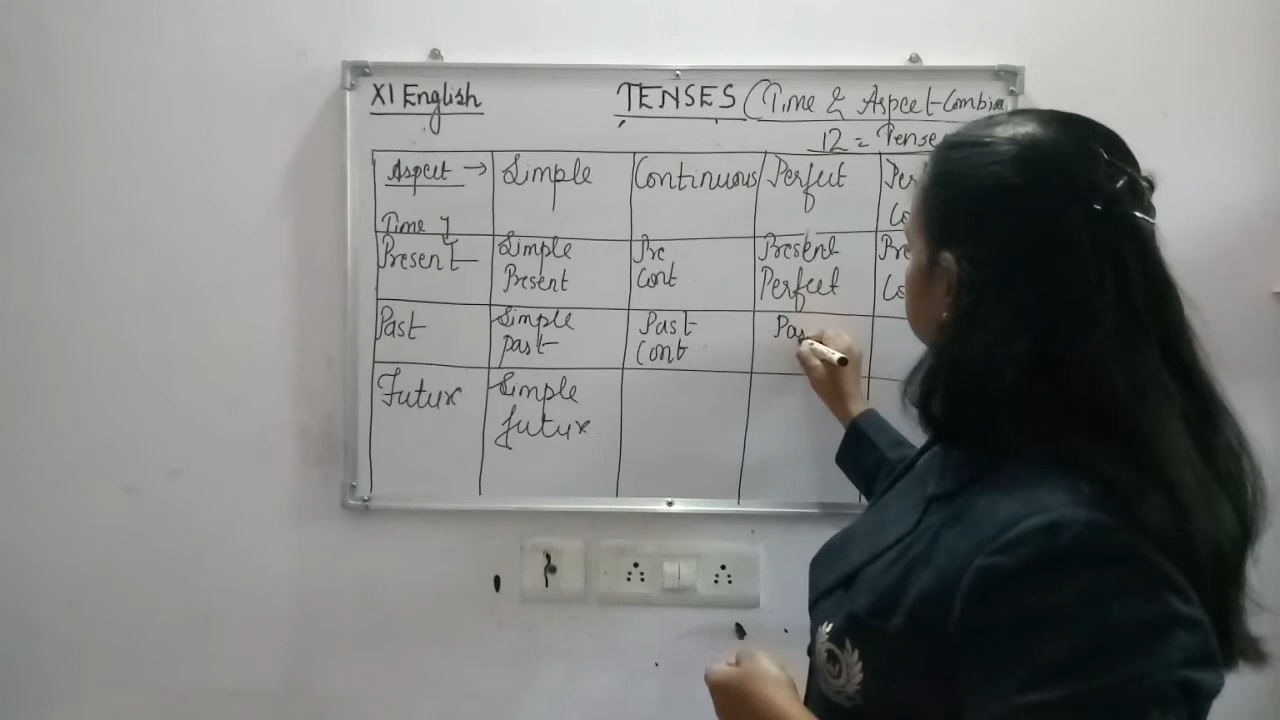 XI English TENSES (Time & Aspect-Combin
12 = Tense
Aspect → Simple Continuous Perfect Per
Time Co
Present Simple Pre Present Pre
Present Cont Perfect Co
Past Simple Past Pas
past Cont
Future Simple
future